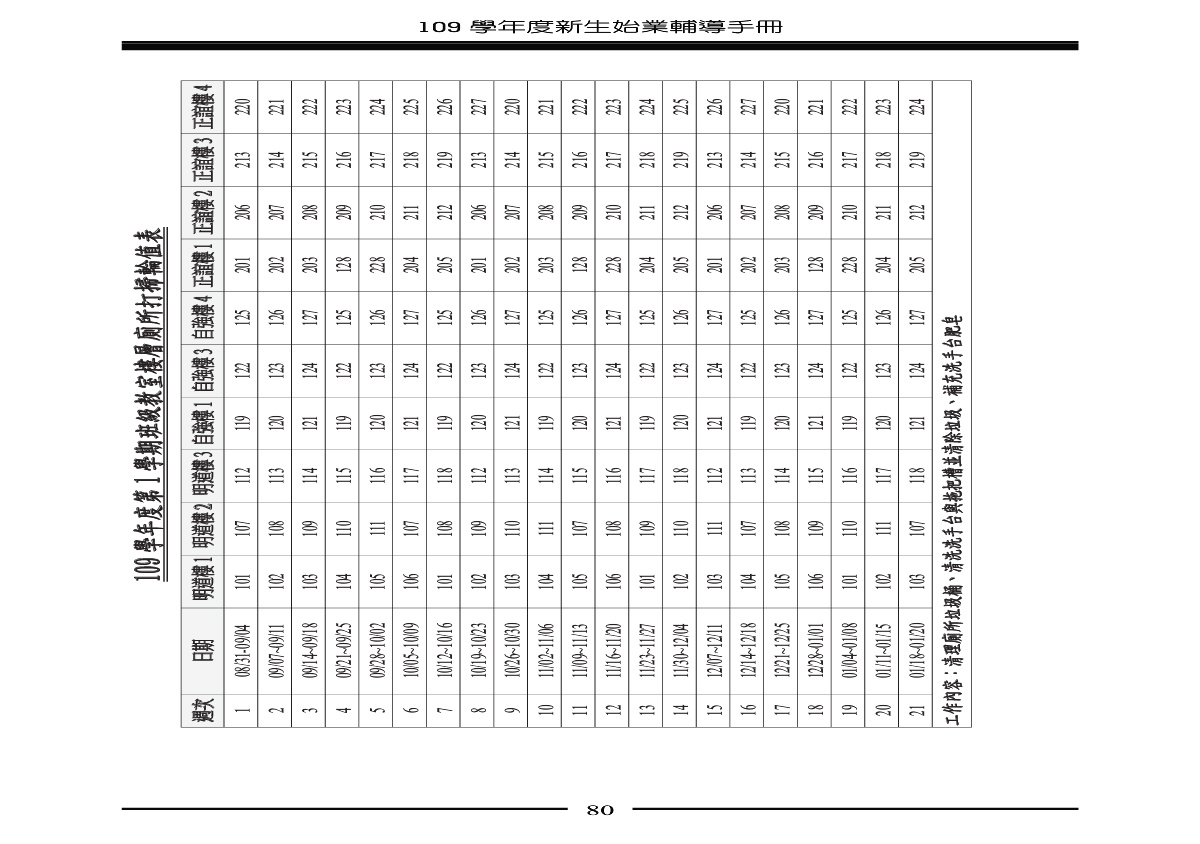 109 學年度新生始業輔導手冊
109 學年度第 1 學期班級教室樓層廁所打掃輪值表
週次 日期 明道樓 1 明道樓 2 明道樓 3 自強樓 1 自強樓 3 自強樓 4 正誼樓 1 正誼樓 2 正誼樓 3 正誼樓 4
1 08/31-09/04 101 107 112 119 122 125 201 206 213 220
2 09/07~09/11 102 108 113 120 123 126 202 207 214 221
3 09/14~09/18 103 109 114 121 124 127 203 208 215 222
4 09/21~09/25 104 110 115 119 122 125 128 209 216 223
5 09/28~10/02 105 111 116 120 123 126 228 210 217 224
6 10/05~10/09 106 107 117 121 124 127 204 211 218 225
7 10/12~10/16 101 108 118 119 122 125 205 212 219 226
8 10/19~10/23 102 109 112 120 123 126 201 206 213 227
9 10/26~10/30 103 110 113 121 124 127 202 207 214 220
10 11/02~11/06 104 111 114 119 122 125 203 208 215 221
11 11/09~11/13 105 107 115 120 123 126 128 209 216 222
12 11/16~11/20 106 108 116 121 124 127 228 210 217 223
13 11/23~11/27 101 109 117 119 122 125 204 211 218 224
14 11/30~12/04 102 110 118 120 123 126 205 212 219 225
15 12/07~12/11 103 111 112 121 124 127 201 206 213 226
16 12/14~12/18 104 107 113 119 122 125 202 207 214 227
17 12/21~12/25 105 108 114 120 123 126 203 208 215 220
18 12/28~01/01 106 109 115 121 124 127 128 209 216 221
19 01/04~01/08 101 110 116 119 122 125 228 210 217 222
20 01/11~01/15 102 111 117 120 123 126 204 211 218 223
21 01/18~01/20 103 107 118 121 124 127 205 212 219 224
工作內容：清理廁所垃圾桶、清洗洗手台與拖把槽並清除垃圾、補充洗手台肥皂
80